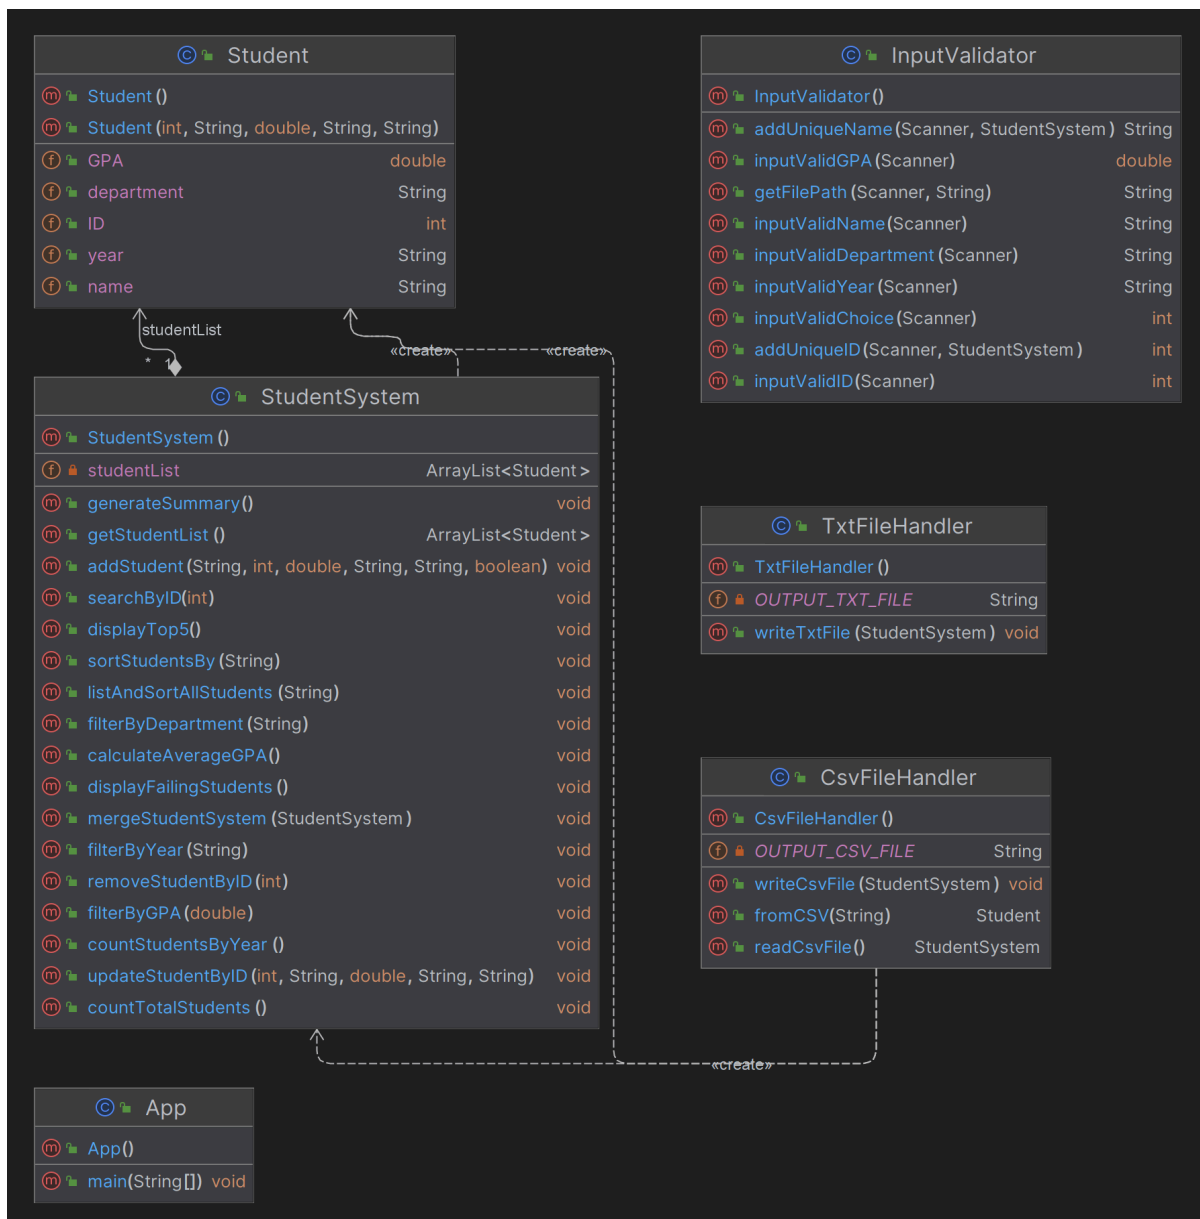 Student
Student()
Student(int, String, double, String, String)
GPA double
department String
ID int
year String
name String
studentList
* 1
«create» «create»
StudentSystem
StudentSystem()
studentList ArrayList<Student>
generateSummary() void
getStudentList() ArrayList<Student>
addStudent(String, int, double, String, String, boolean) void
searchByID(int) void
displayTop5() void
sortStudentsBy(String) void
listAndSortAllStudents(String) void
filterByDepartment(String) void
calculateAverageGPA() void
displayFailingStudents() void
mergeStudentSystem(StudentSystem) void
filterByYear(String) void
removeStudentByID(int) void
filterByGPA(double) void
countStudentsByYear() void
updateStudentByID(int, String, double, String, String) void
countTotalStudents() void
App
App()
main(String[]) void
InputValidator
InputValidator()
addUniqueName(Scanner, StudentSystem) String
inputValidGPA(Scanner) double
getFilePath(Scanner, String) String
inputValidName(Scanner) String
inputValidDepartment(Scanner) String
inputValidYear(Scanner) String
inputValidChoice(Scanner) int
addUniqueID(Scanner, StudentSystem) int
inputValidID(Scanner) int
TxtFileHandler
TxtFileHandler()
OUTPUT_TXT_FILE String
writeTxtFile(StudentSystem) void
CsvFileHandler
CsvFileHandler()
OUTPUT_CSV_FILE String
writeCsvFile(StudentSystem) void
fromCSV(String) Student
readCsvFile() StudentSystem
«create»